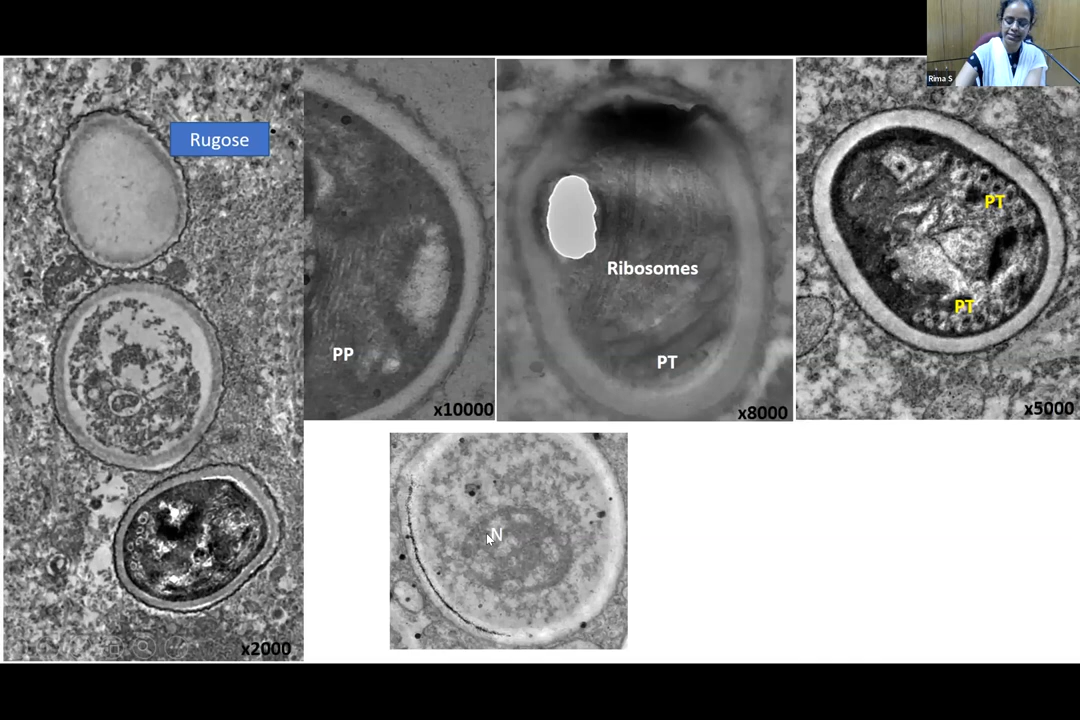 Rima S
Rugose
PP
x10000
Ribosomes
PT
x8000
PT
PT
x5000
N
x2000